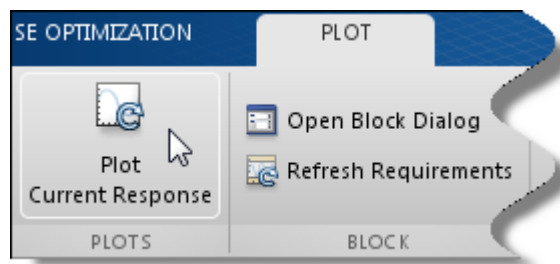 SE OPTIMIZATION
PLOT
Plot
Current Response
Open Block Dialog
Refresh Requirements
PLOTS
BLOCK